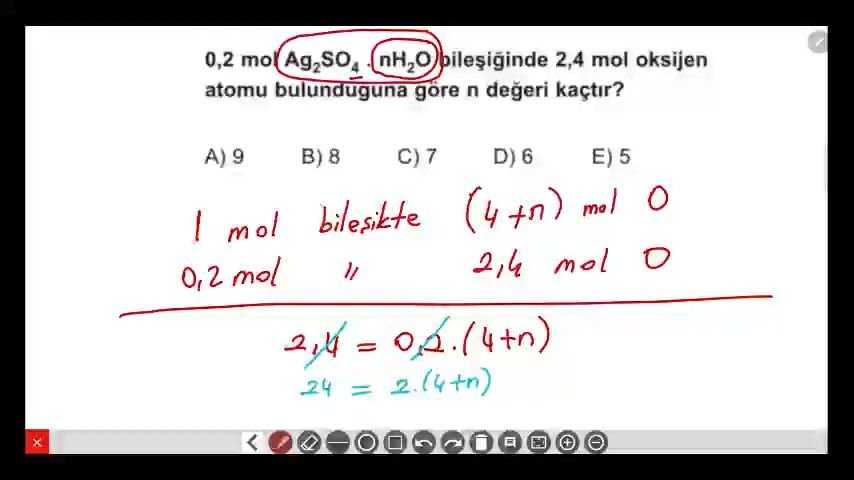 0,2 mol Ag₂SO₄ . nH₂O bileşiğinde 2,4 mol oksijen
atomu bulunduğuna göre n değeri kaçtır?
A) 9 B) 8 C) 7 D) 6 E) 5
1 mol bileşikte (4+n) mol O
0,2 mol " 2,4 mol O
2,4 = 0,2.(4+n)
24 = 2.(4+n)